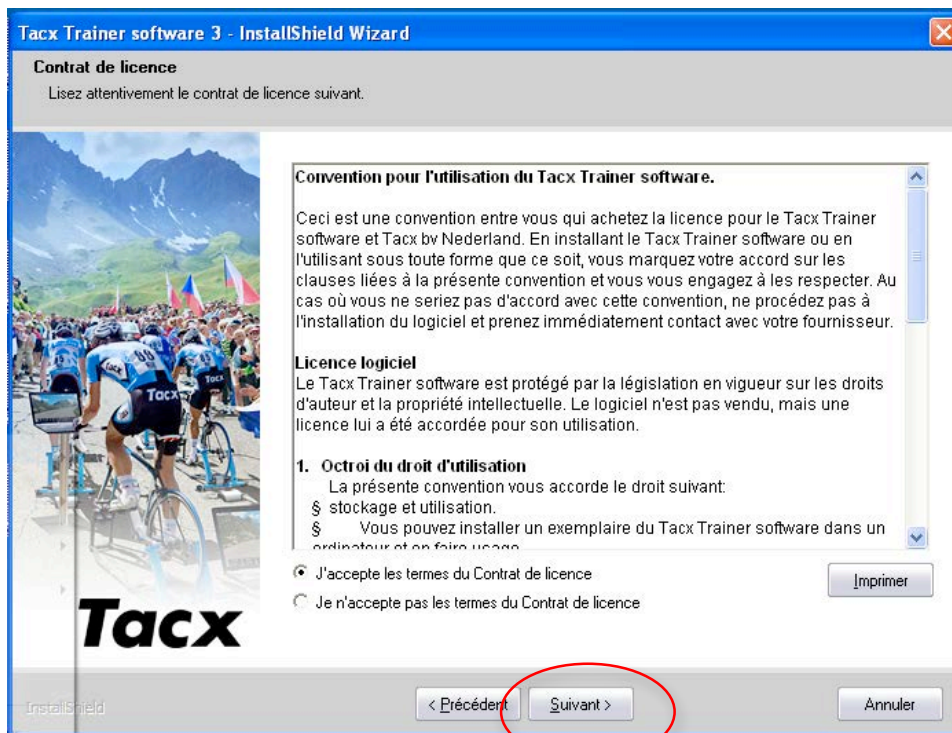 Tacx Trainer software 3 - InstallShield Wizard
Contrat de licence
Lisez attentivement le contrat de licence suivant.
Convention pour l'utilisation du Tacx Trainer software.
Ceci est une convention entre vous qui achetez la licence pour le Tacx Trainer
software et Tacx bv Nederland. En installant le Tacx Trainer software ou en
l'utilisant sous toute forme que ce soit, vous marquez votre accord sur les
clauses liées à la présente convention et vous vous engagez à les respecter. Au
cas où vous ne seriez pas d'accord avec cette convention, ne procédez pas à
l'installation du logiciel et prenez immédiatement contact avec votre fournisseur.
Licence logiciel
Le Tacx Trainer software est protégé par la législation en vigueur sur les droits
d'auteur et la propriété intellectuelle. Le logiciel n'est pas vendu, mais une
licence lui a été accordée pour son utilisation.
1. Octroi du droit d'utilisation
La présente convention vous accorde le droit suivant:
§ stockage et utilisation.
§ Vous pouvez installer un exemplaire du Tacx Trainer software dans un
ordinateur et en faire usage
Tacx
Tacx
J'accepte les termes du Contrat de licence
Imprimer
Je n'accepte pas les termes du Contrat de licence
Tacx
InstallShield
< Précédent
Suivant >
Annuler